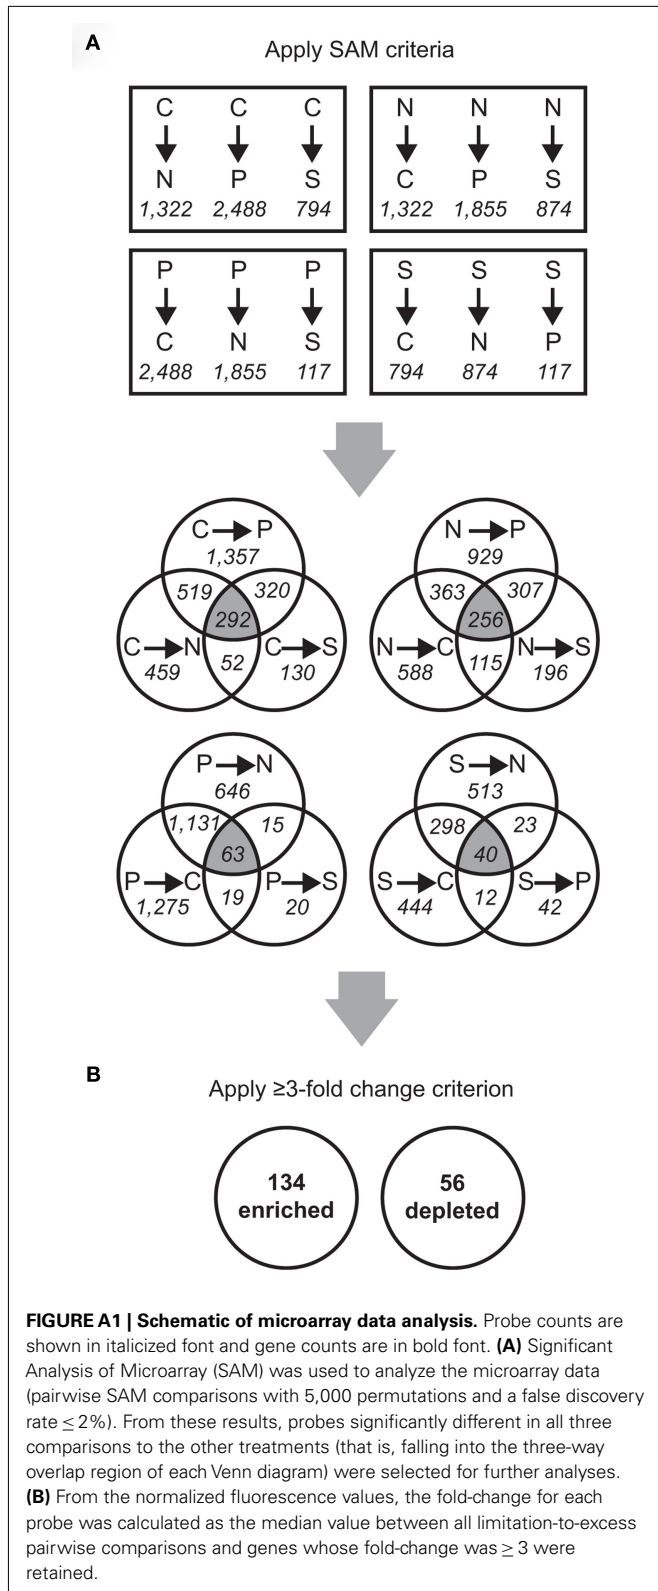 A
Apply SAM criteria
C C C
N P S
1,322 2,488 794
N N N
C P S
1,322 1,855 874
P P P
C N S
2,488 1,855 117
S S S
C N P
794 874 117
C P
1,357
519 320
292
C N C S
459 52 130
N P
929
363 307
256
N C N S
588 115 196
P N
646
1,131 15
63
P C P S
1,275 19 20
S N
513
298 23
40
S C S P
444 12 42
B
Apply ≥3-fold change criterion
134
enriched
56
depleted
FIGURE A1 | Schematic of microarray data analysis. Probe counts are
shown in italicized font and gene counts are in bold font. (A) Significant
Analysis of Microarray (SAM) was used to analyze the microarray data
(pairwise SAM comparisons with 5,000 permutations and a false discovery
rate ≤ 2%). From these results, probes significantly different in all three
comparisons to the other treatments (that is, falling into the three-way
overlap region of each Venn diagram) were selected for further analyses.
(B) From the normalized fluorescence values, the fold-change for each
probe was calculated as the median value between all limitation-to-excess
pairwise comparisons and genes whose fold-change was ≥ 3 were
retained.